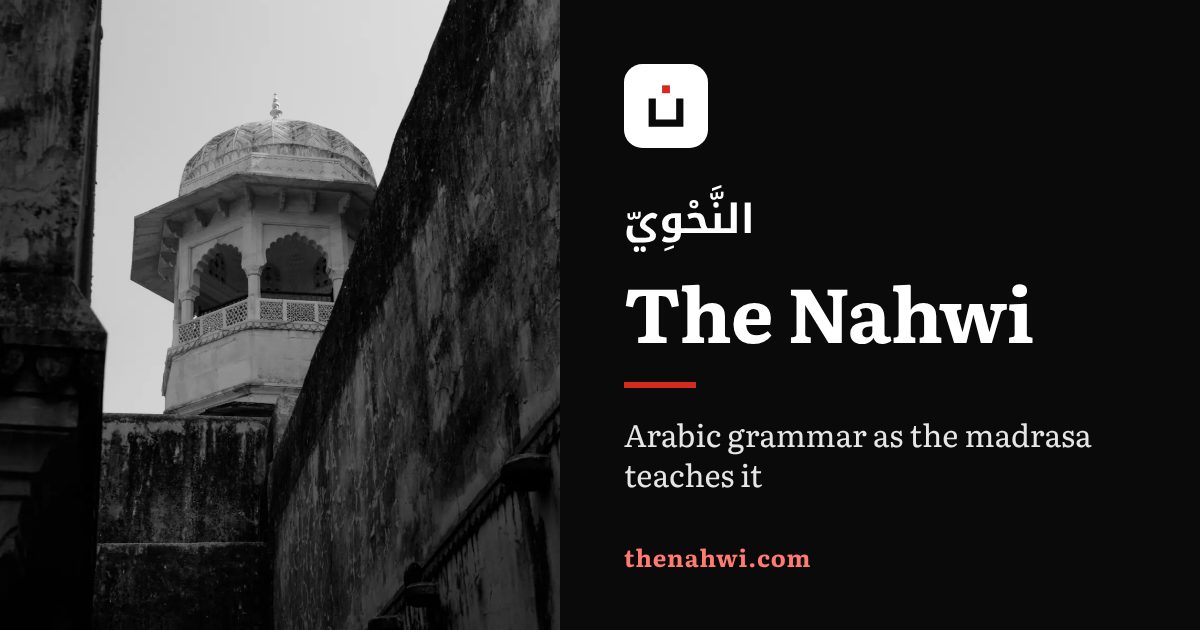 ن
النَّحْوِيّ
The Nahwi
Arabic grammar as the madrasa
teaches it
thenahwi.com